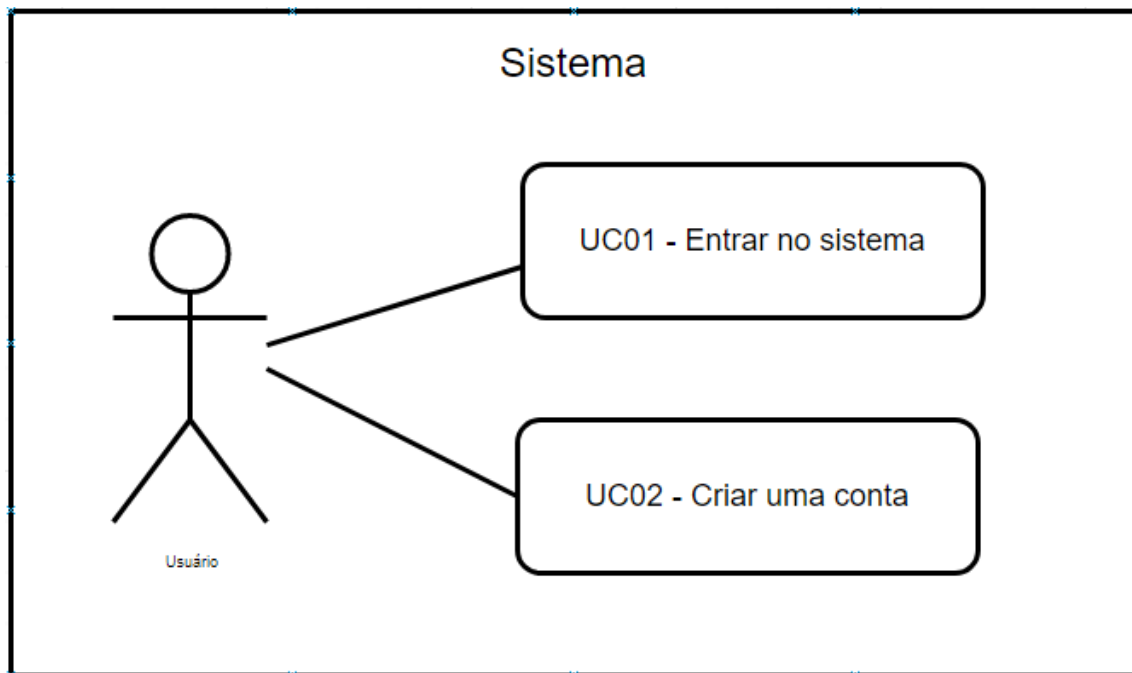 Sistema
UC01 - Entrar no sistema
UC02 - Criar uma conta
Usuário